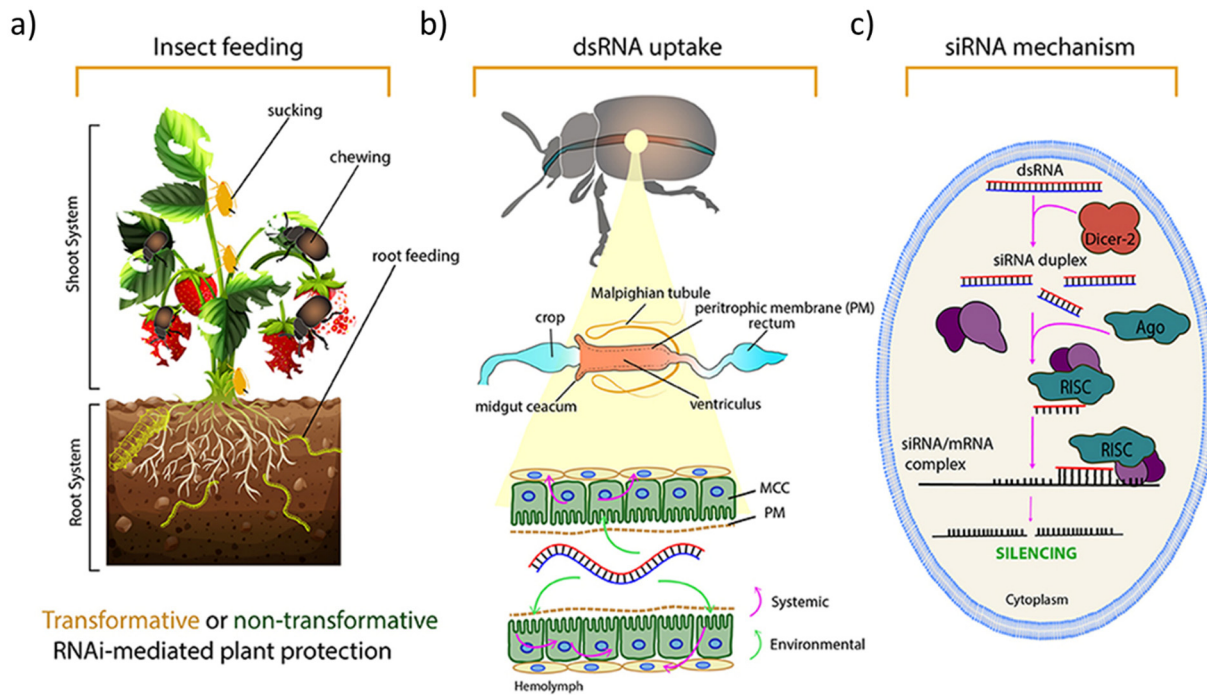 a)
Insect feeding
sucking
chewing
root feeding
Shoot System
Root System
Transformative or non-transformative
RNAi-mediated plant protection
b)
dsRNA uptake
Malpighian tubule
peritrophic membrane (PM)
crop
rectum
midgut ceacum
ventriculus
MCC
PM
Systemic
Environmental
Hemolymph
c)
siRNA mechanism
dsRNA
Dicer-2
siRNA duplex
Ago
RISC
siRNA/mRNA
complex
RISC
SILENCING
Cytoplasm